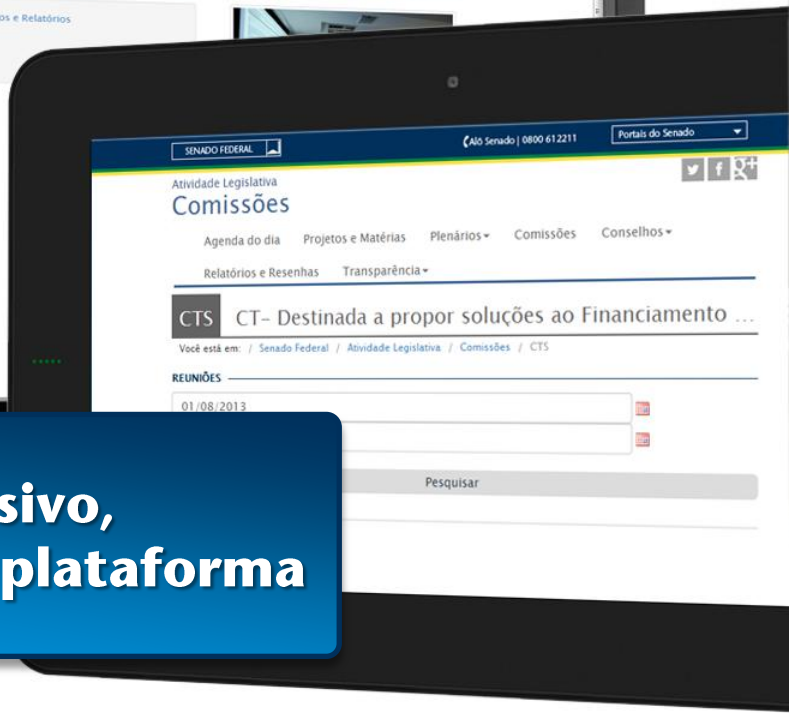 os e Relatórios
SENADO FEDERAL
Alô Senado | 0800 612211
Portais do Senado
Atividade Legislativa
Comissões
Agenda do dia Projetos e Matérias Plenários Comissões Conselhos
Relatórios e Resenhas Transparência
CTS CT- Destinada a propor soluções ao Financiamento ...
Você está em: / Senado Federal / Atividade Legislativa / Comissões / CTS
REUNIÕES
01/08/2013
Pesquisar
sivo,
plataforma